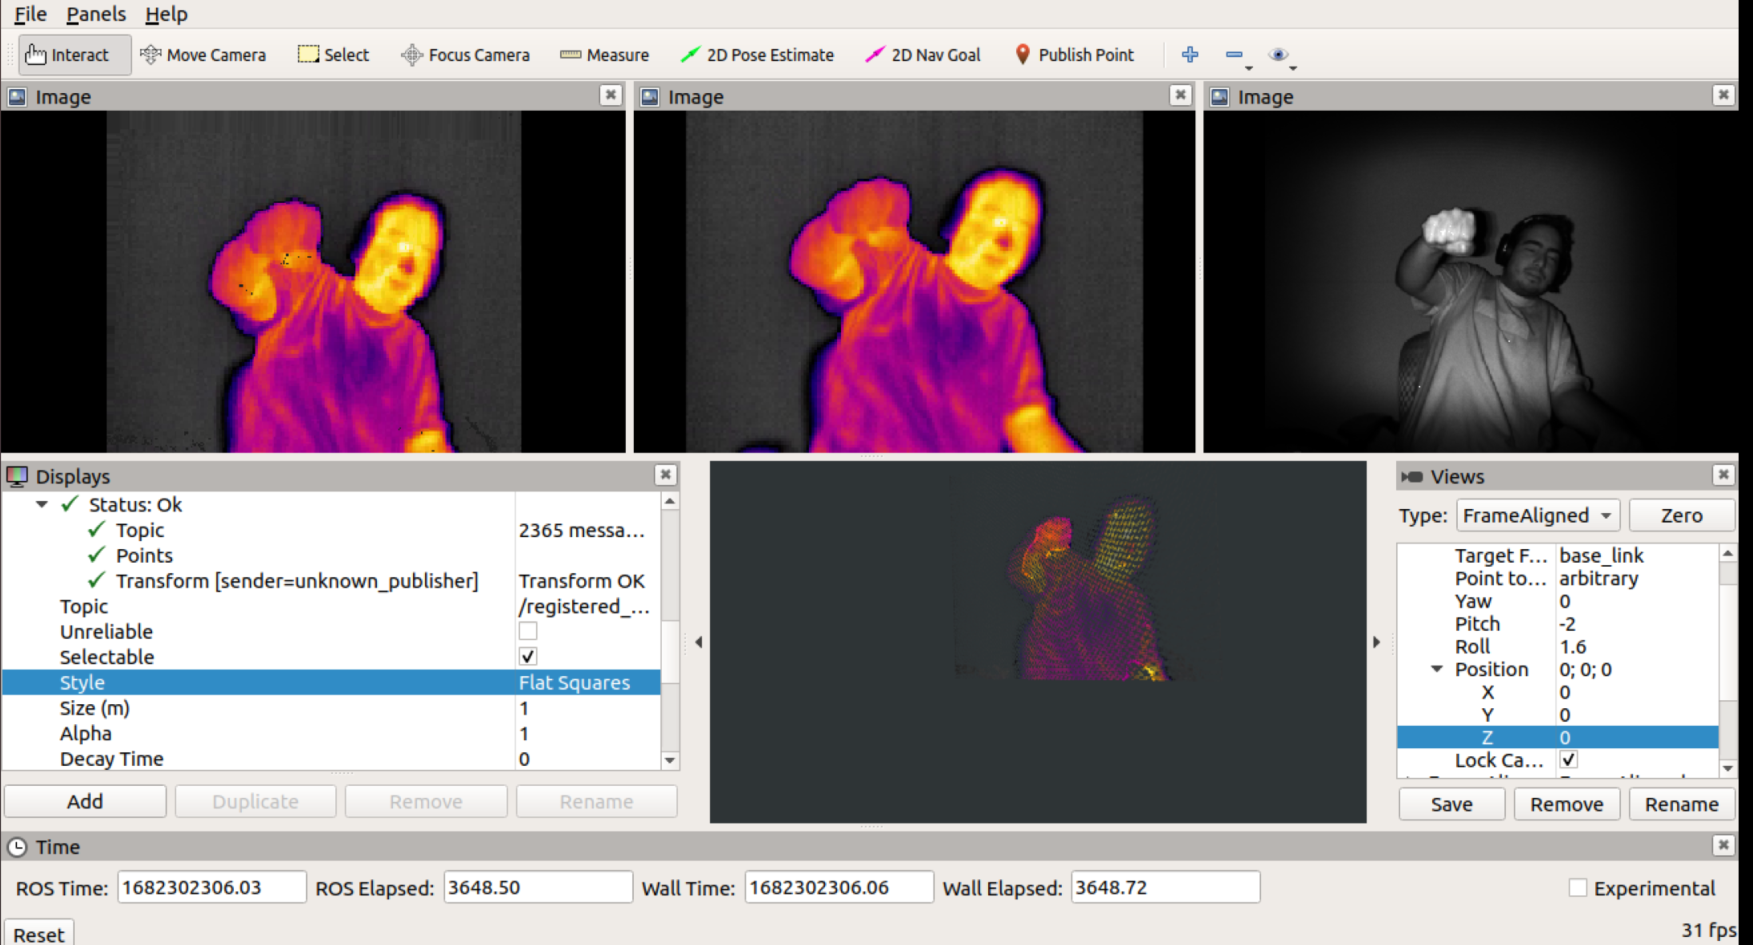 File Panels Help
Interact Move Camera Select Focus Camera Measure 2D Pose Estimate 2D Nav Goal Publish Point
Image
Image
Image
Displays
Status: Ok
Topic 2365 messa...
Points
Transform [sender=unknown_publisher] Transform OK
Topic /registered_...
Unreliable
Selectable
Style Flat Squares
Size (m) 1
Alpha 1
Decay Time 0
Add Duplicate Remove Rename
Views
Type: FrameAligned Zero
Target F... base_link
Point to... arbitrary
Yaw 0
Pitch -2
Roll 1.6
Position 0; 0; 0
X 0
Y 0
Z 0
Lock Ca...
Save Remove Rename
Time
ROS Time: 1682302306.03 ROS Elapsed: 3648.50 Wall Time: 1682302306.06 Wall Elapsed: 3648.72 Experimental
Reset 31 fps